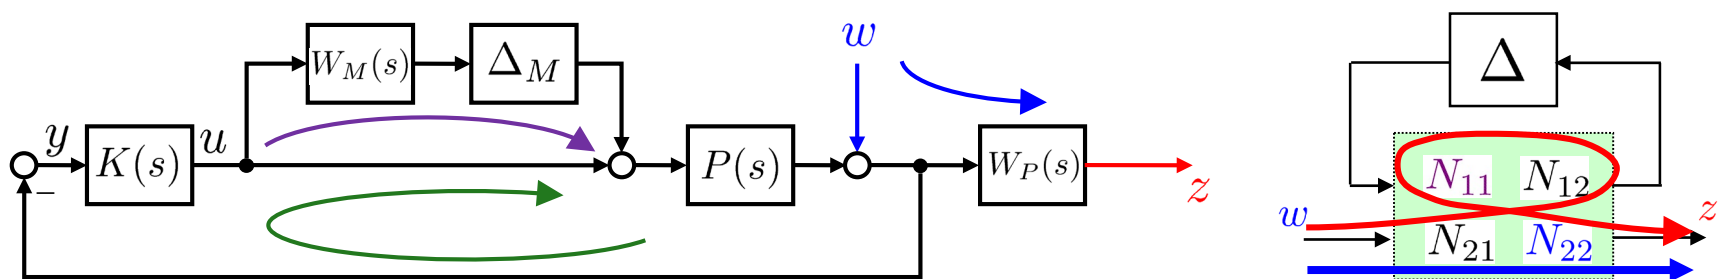 W_M(s) Δ_M w Δ
y K(s) u P(s) W_P(s) z N_11 N_12
−
w N_21 N_22 z